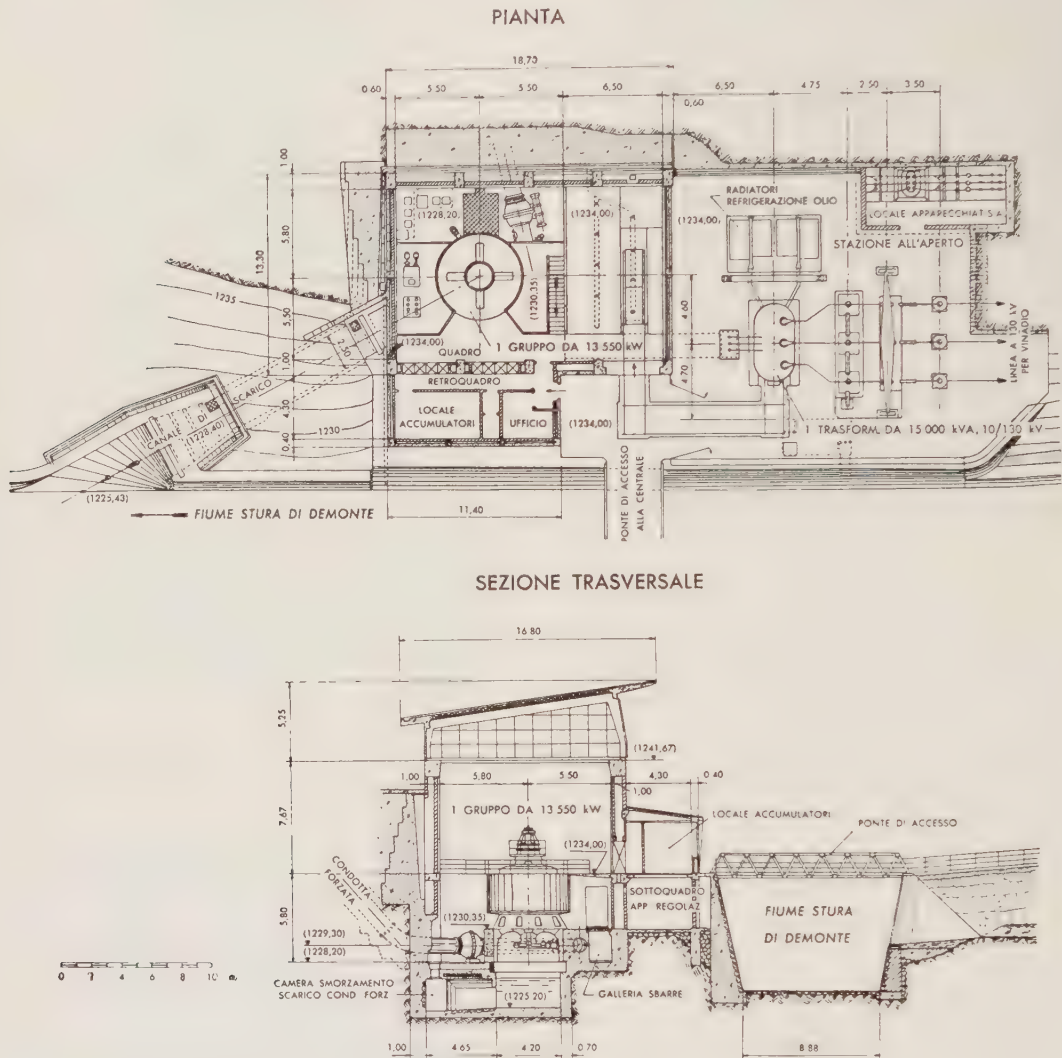 PIANTA
18,70
0.60
5 50
5 50
6,50
6,50
4.75
2 50
3 50
0,60
1 00
5,80
13,30
5,50
1,00
4,30
0,40
(1228,20)
(1234,00)
RADIATORI
REFRIGERAZIONE OLIO
(1234,00)
LOCALE APPARECCHIAT S.A.
STAZIONE ALL'APERTO
1235
(1230,35)
4.60
2,50
(1234,00)
1 GRUPPO DA 13 550 kW
QUADRO
RETROQUADRO
4.70
LINEA A 130 kV
PER VINADIO
SCARICO
CANALE DI
(1228,40)
1230
LOCALE
ACCUMULATORI
UFFICIO
(1234,00)
1 TRASFORM. DA 15 000 kVA, 10/130 kV
(1225,43)
FIUME STURA DI DEMONTE
11,40
PONTE DI ACCESSO
ALLA CENTRALE
SEZIONE TRASVERSALE
16 80
5,25
(1241,67)
1,00
5,80
5.50
4,30
0.40
1,00
7,67
1 GRUPPO DA 13 550 kW
LOCALE ACCUMULATORI
PONTE DI ACCESSO
(1234,00)
CONDOTTA
FORZATA
5.80
SOTTOQUADRO
APP REGOLAZ
FIUME STURA
DI DEMONTE
(1230,35)
(1229,30)
(1228,20)
0 2 4 6 8 10 m
CAMERA SMORZAMENTO
SCARICO COND FORZ
(1225 20)
GALLERIA SBARRE
1,00
4.65
4.20
0.70
8.88